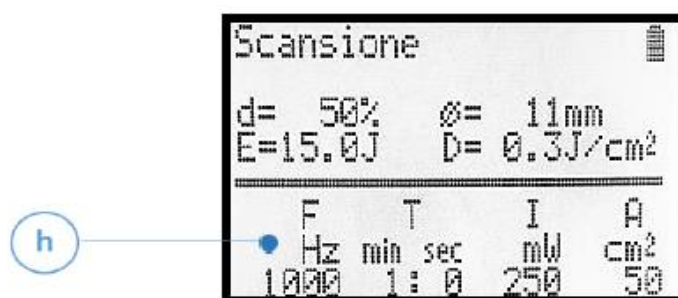 Scansione
d= 50% ø= 11mm
E=15.0J D= 0.3J/cm²
F T I A
h Hz min sec mW cm²
1000 1: 0 250 50